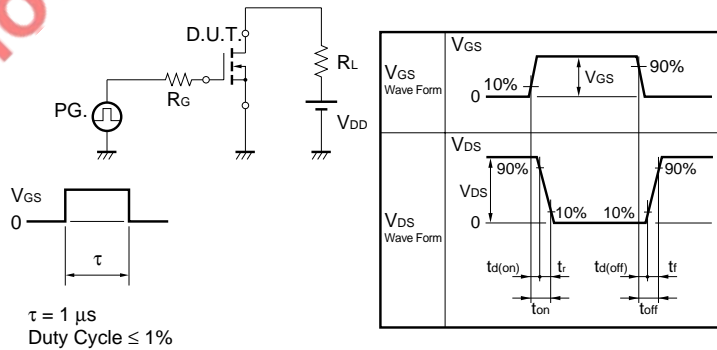 D.U.T.
RL
RG
PG.
VDD
VGS
0
τ
τ = 1 μs
Duty Cycle ≤ 1%
VGS
Wave Form
VGS
10%
0
VGS
90%
VDS
Wave Form
VDS
90%
VDS
0
10%
10%
90%
td(on)
tr
td(off)
tf
ton
toff